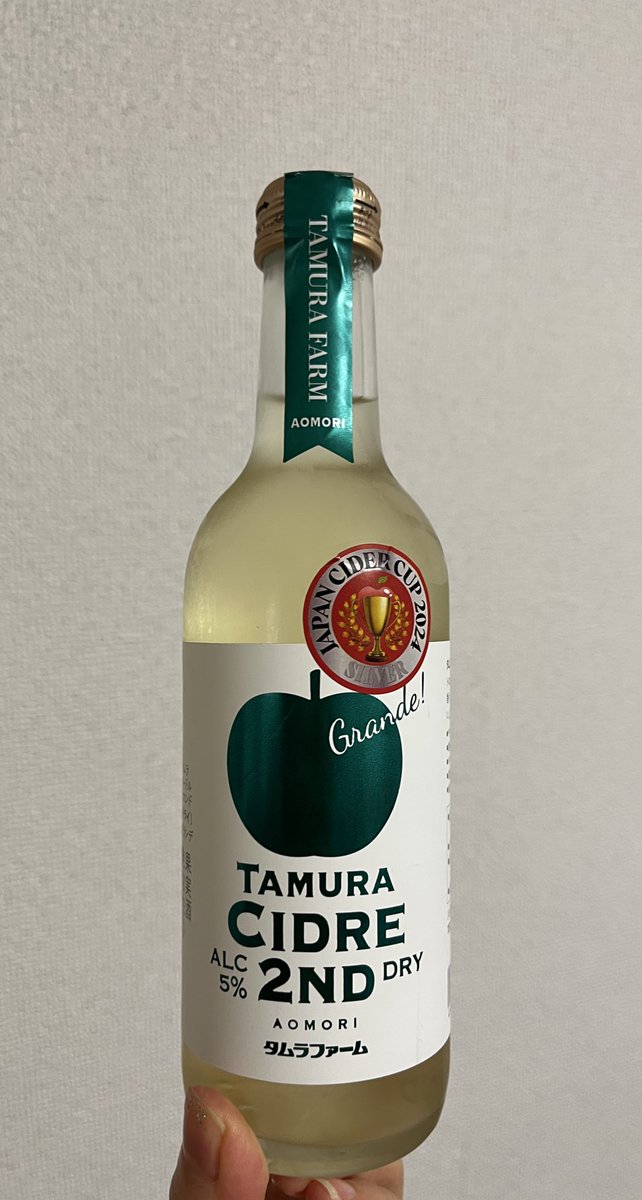 TAMURA FARM
AOMORI
JAPAN CIDER CUP 2024
SILVER
Grande!
TAMURA
CIDRE
ALC 5%
2ND
DRY
AOMORI
タムラファーム